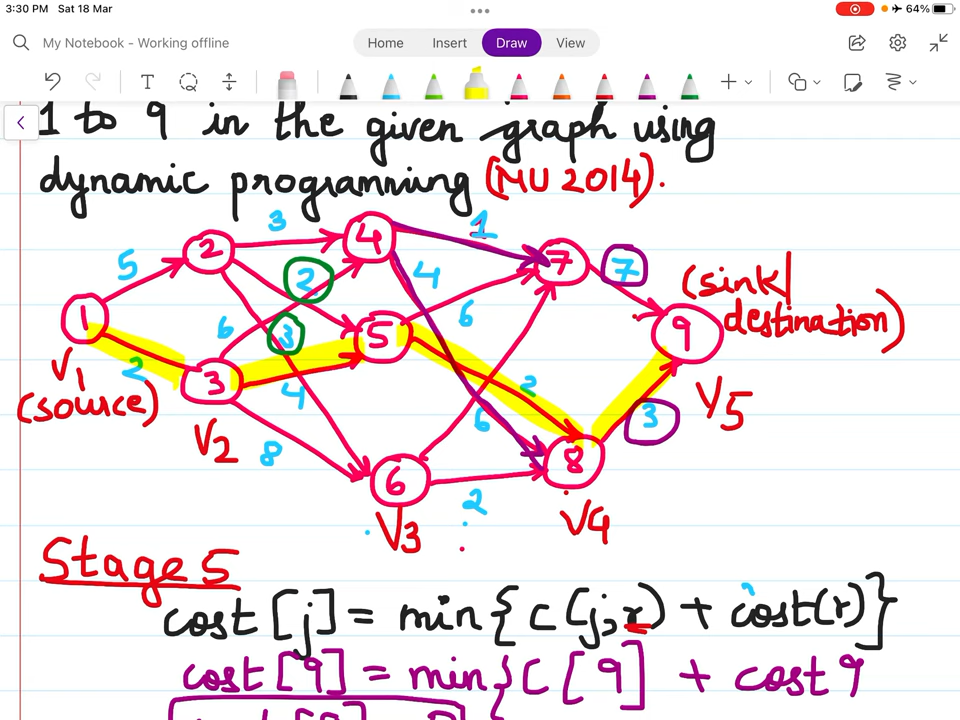 3:30 PM Sat 18 Mar
64%
My Notebook - Working offline
Home Insert Draw View
T
1 to 9 in the given graph using
dynamic programming (MU 2014).
3 4 1
2 7 7
5 2 4
(sink/
destination)
1 6 3 5 6 9
2 3 4 2 3
V1
(source)
V2
8 6 8
V5
6 2
V3 V4
Stage 5
cost [j] = min { c (j, r) + cost(r) }
cost [9] = min { c [9] + cost 9